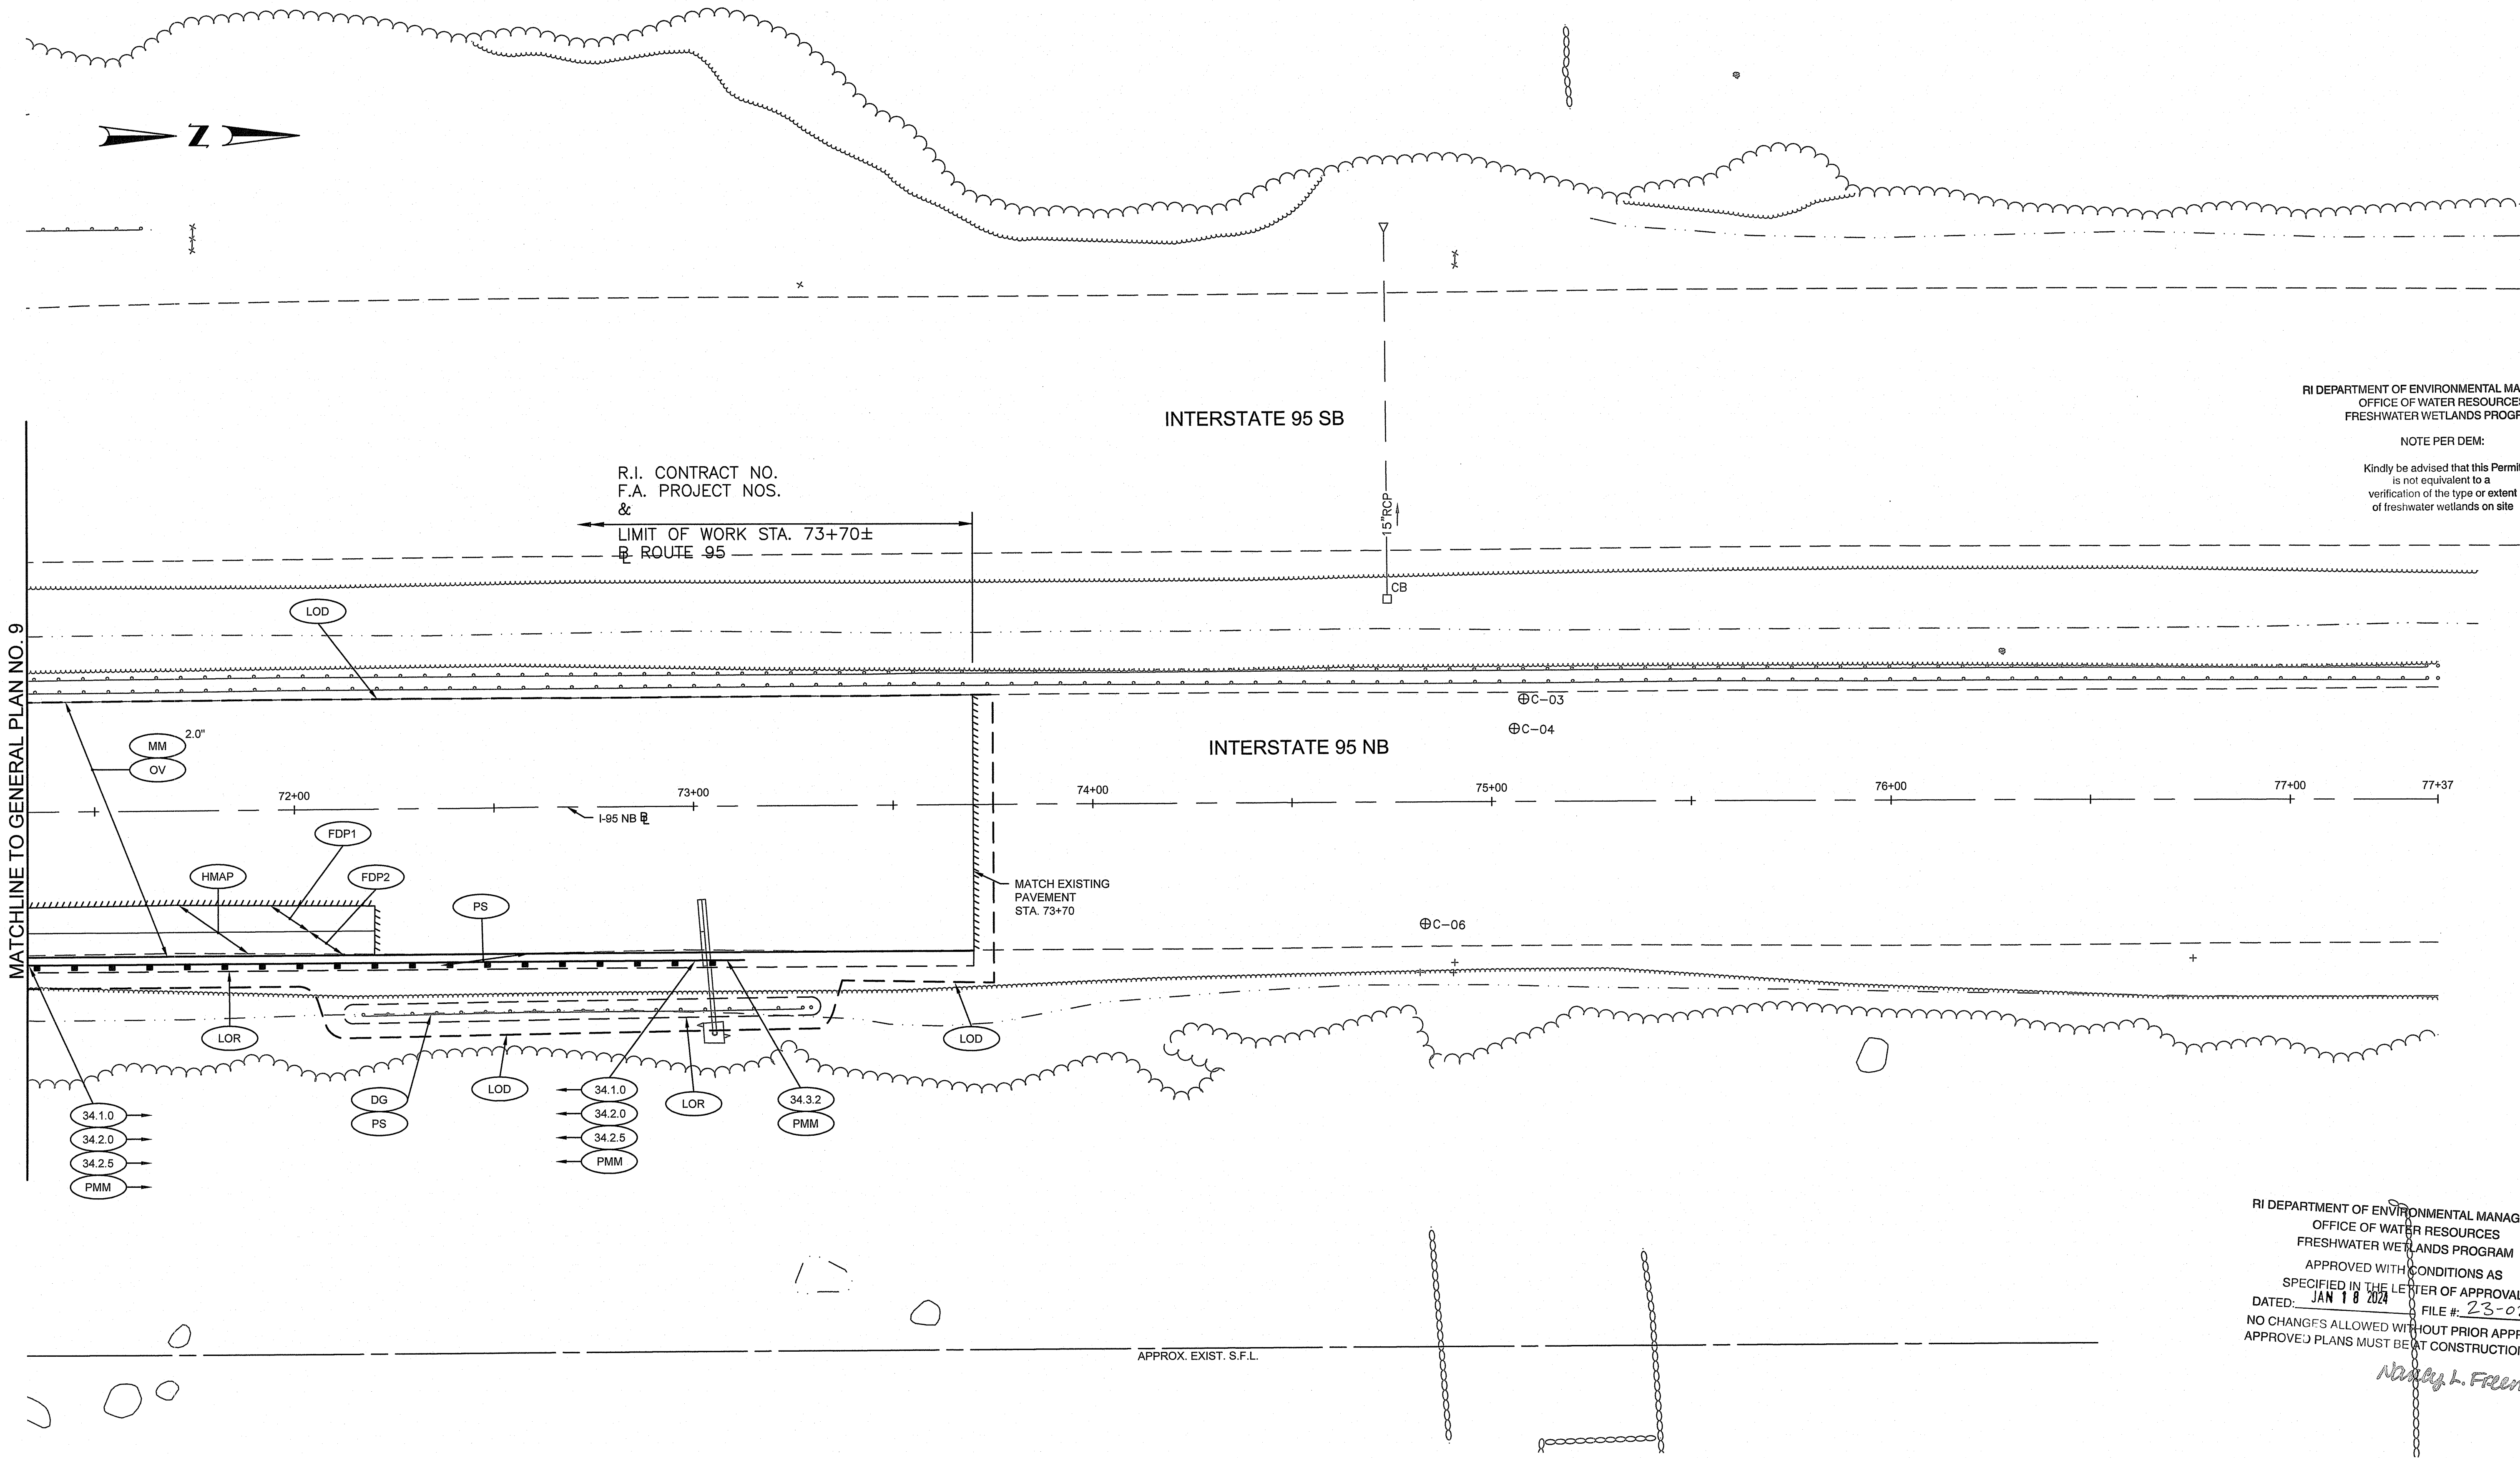 Z
INTERSTATE 95 SB
RI DEPARTMENT OF ENVIRONMENTAL MA
OFFICE OF WATER RESOURCES
FRESHWATER WETLANDS PROGR
NOTE PER DEM:
Kindly be advised that this Permit
is not equivalent to a
verification of the type or extent
of freshwater wetlands on site
R.I. CONTRACT NO.
F.A. PROJECT NOS.
&
LIMIT OF WORK STA. 73+70±
℄ ROUTE 95
15"RCP
CB
MATCHLINE TO GENERAL PLAN NO. 9
LOD
C-03
C-04
MM 2.0"
OV
INTERSTATE 95 NB
72+00 73+00 74+00 75+00 76+00 77+00 77+37
I-95 NB ℄
FDP1
HMAP
FDP2
PS
MATCH EXISTING
PAVEMENT
STA. 73+70
C-06
LOR
LOD
LOD
DG
PS
LOR
34.1.0
34.2.0
34.2.5
PMM
34.1.0
34.2.0
34.2.5
PMM
34.3.2
PMM
RI DEPARTMENT OF ENVIRONMENTAL MANAG
OFFICE OF WATER RESOURCES
FRESHWATER WETLANDS PROGRAM
APPROVED WITH CONDITIONS AS
SPECIFIED IN THE LETTER OF APPROVAL
DATED: JAN 18 2024 FILE #: 23-0
NO CHANGES ALLOWED WITHOUT PRIOR APPR
APPROVED PLANS MUST BE AT CONSTRUCTION
Nancy L. Freem
APPROX. EXIST. S.F.L.